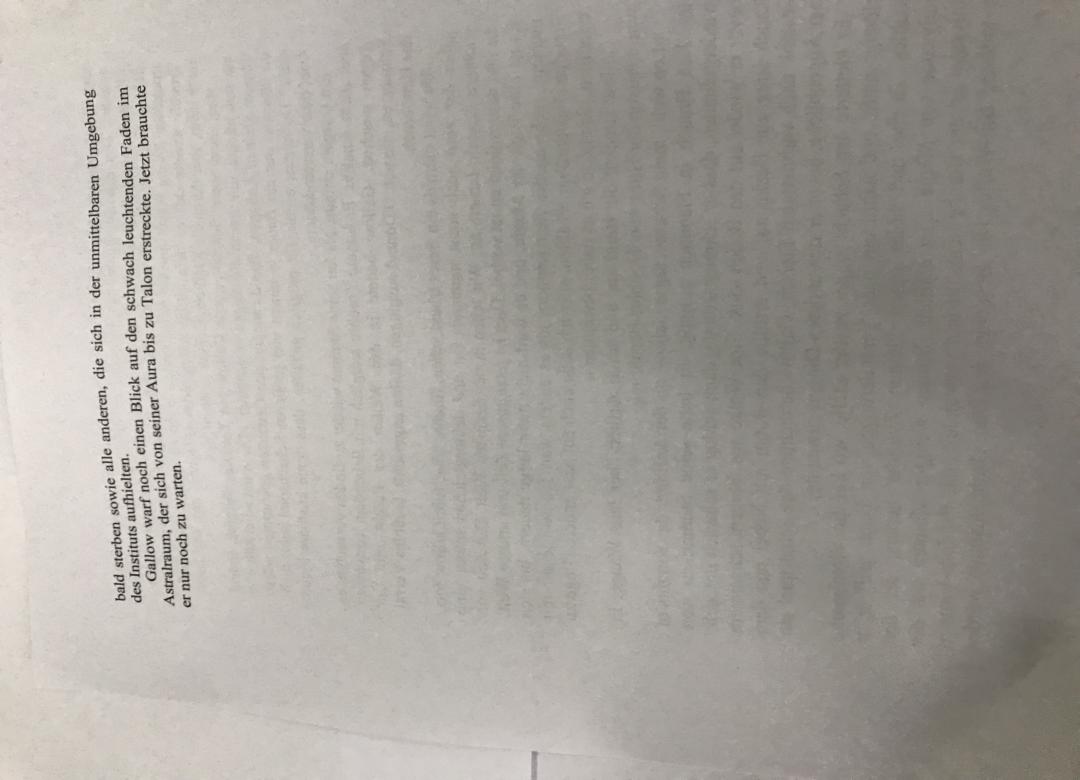 bald sterben sowie alle anderen, die sich in der unmittelbaren Umgebung
des Instituts aufhielten.
Gallow warf noch einen Blick auf den schwach leuchtenden Faden im
Astralraum, der sich von seiner Aura bis zu Talon erstreckte. Jetzt brauchte
er nur noch zu warten.